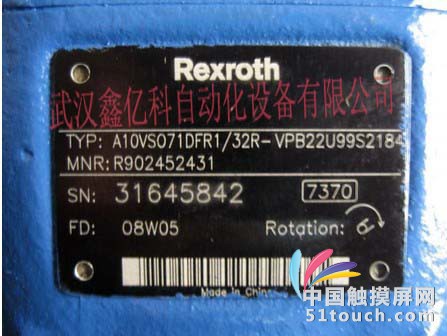 Rexroth
武汉鑫亿科自动化设备有限公司
TYP: A10VSO71DFR1/32R-VPB22U99S2184
MNR: R902452431
SN: 31645842 7370
FD: 08W05 Rotation:
Made in China
中国触摸屏网
51touch.com